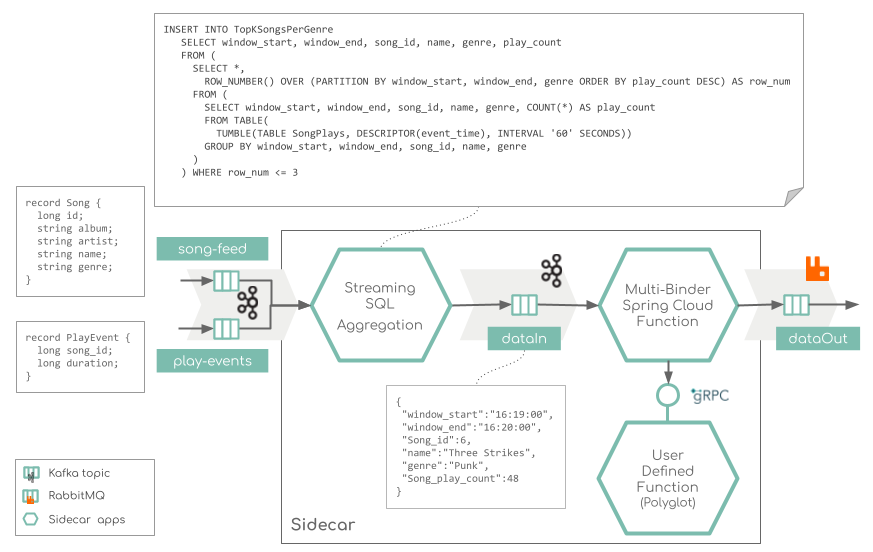 INSERT INTO TopKSongsPerGenre
SELECT window_start, window_end, song_id, name, genre, play_count
FROM (
SELECT *,
ROW_NUMBER() OVER (PARTITION BY window_start, window_end, genre ORDER BY play_count DESC) AS row_num
FROM (
SELECT window_start, window_end, song_id, name, genre, COUNT(*) AS play_count
FROM TABLE(
TUMBLE(TABLE SongPlays, DESCRIPTOR(event_time), INTERVAL '60' SECONDS))
GROUP BY window_start, window_end, song_id, name, genre
)
) WHERE row_num <= 3
record Song {
long id;
string album;
string artist;
string name;
string genre;
}
song-feed
record PlayEvent {
long song_id;
long duration;
}
play-events
Streaming
SQL
Aggregation
dataIn
Multi-Binder
Spring Cloud
Function
dataOut
{
"window_start":"16:19:00",
"window_end":"16:20:00",
"Song_id":6,
"name":"Three Strikes",
"genre":"Punk",
"Song_play_count":48
}
gRPC
User
Defined
Function
(Polyglot)
Kafka topic
RabbitMQ
Sidecar apps
Sidecar